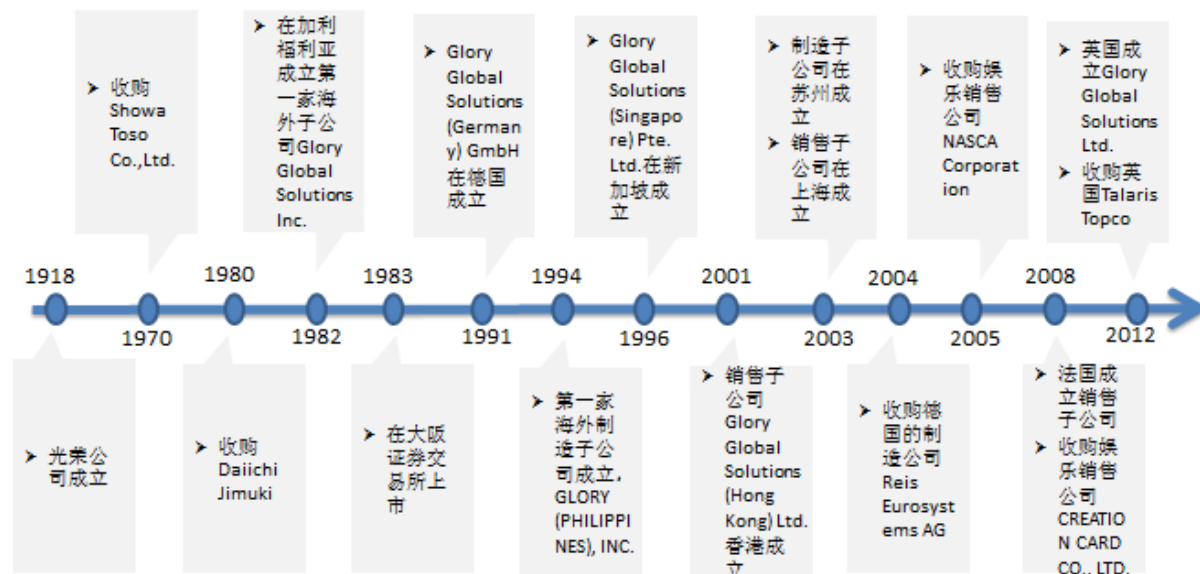 ➤ 收购
Showa
Toso
Co.,Ltd.
➤ 在加利
福利亚
成立第
一家海
外子公
司Glory
Global
Solutions
Inc.
➤ Glory
Global
Solutions
(German
y) GmbH
在德国
成立
➤ Glory
Global
Solutions
(Singapo
re) Pte.
Ltd.在新
加坡成
立
➤ 制造子
公司在
苏州成
立
➤ 销售子
公司在
上海成
立
➤ 收购娱
乐销售
公司
NASCA
Corporat
ion
➤ 英国成
立Glory
Global
Solutions
Ltd.
➤ 收购英
国Talaris
Topco
1918
1980
1983
1994
2001
2004
2008
1970
1982
1991
1996
2003
2005
2012
➤ 光荣公
司成立
➤ 收购
Daiichi
Jimuki
➤ 在大阪
证券交
易所上
市
➤ 第一家
海外制
造子公
司成立，
GLORY
(PHILIPPI
NES), INC.
➤ 销售子
公司
Glory
Global
Solutions
(Hong
Kong) Ltd.
香港成
立
➤ 收购德
国的制
造公司
Reis
Eurosyst
ems AG
➤ 法国成
立销售
子公司
➤ 收购娱
乐销售
公司
CREATIO
N CARD
CO., LTD.